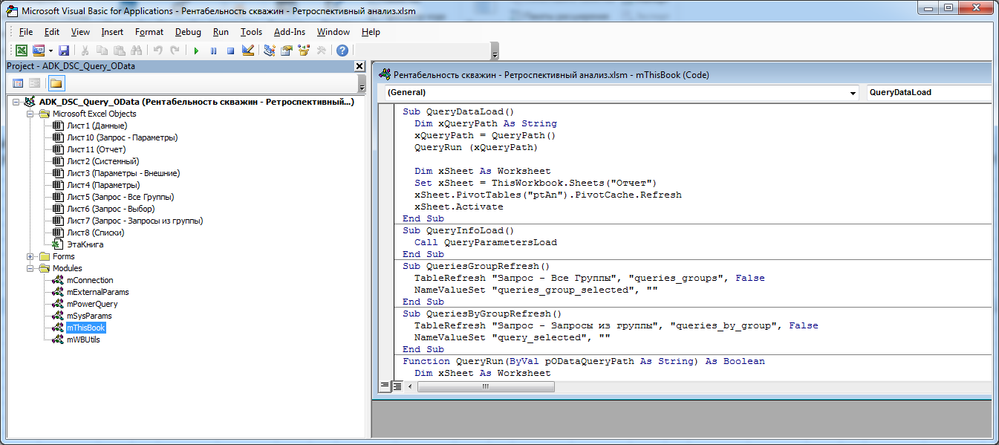 Microsoft Visual Basic for Applications - Рентабельность скважин - Ретроспективный анализ.xlsm
File Edit View Insert Format Debug Run Tools Add-Ins Window Help
Project - ADK_DSC_Query_OData
ADK_DSC_Query_OData (Рентабельность скважин - Ретроспективный...)
Microsoft Excel Objects
Лист1 (Данные)
Лист10 (Запрос - Параметры)
Лист11 (Отчет)
Лист2 (Системный)
Лист3 (Параметры - Внешние)
Лист4 (Параметры)
Лист5 (Запрос - Все Группы)
Лист6 (Запрос - Выбор)
Лист7 (Запрос - Запросы из группы)
Лист8 (Списки)
ЭтаКнига
Forms
Modules
mConnection
mExternalParams
mPowerQuery
mSysParams
mThisBook
mWBUtils
Рентабельность скважин - Ретроспективный анализ.xlsm - mThisBook (Code)
(General) QueryDataLoad
Sub QueryDataLoad()
Dim xQueryPath As String
xQueryPath = QueryPath()
QueryRun (xQueryPath)
Dim xSheet As Worksheet
Set xSheet = ThisWorkbook.Sheets("Отчет")
xSheet.PivotTables("ptAn").PivotCache.Refresh
xSheet.Activate
End Sub
Sub QueryInfoLoad()
Call QueryParametersLoad
End Sub
Sub QueriesGroupRefresh()
TableRefresh "Запрос - Все Группы", "queries_groups", False
NameValueSet "queries_group_selected", ""
End Sub
Sub QueriesByGroupRefresh()
TableRefresh "Запрос - Запросы из группы", "queries_by_group", False
NameValueSet "query_selected", ""
End Sub
Function QueryRun(ByVal pODataQueryPath As String) As Boolean
Dim xSheet As Worksheet